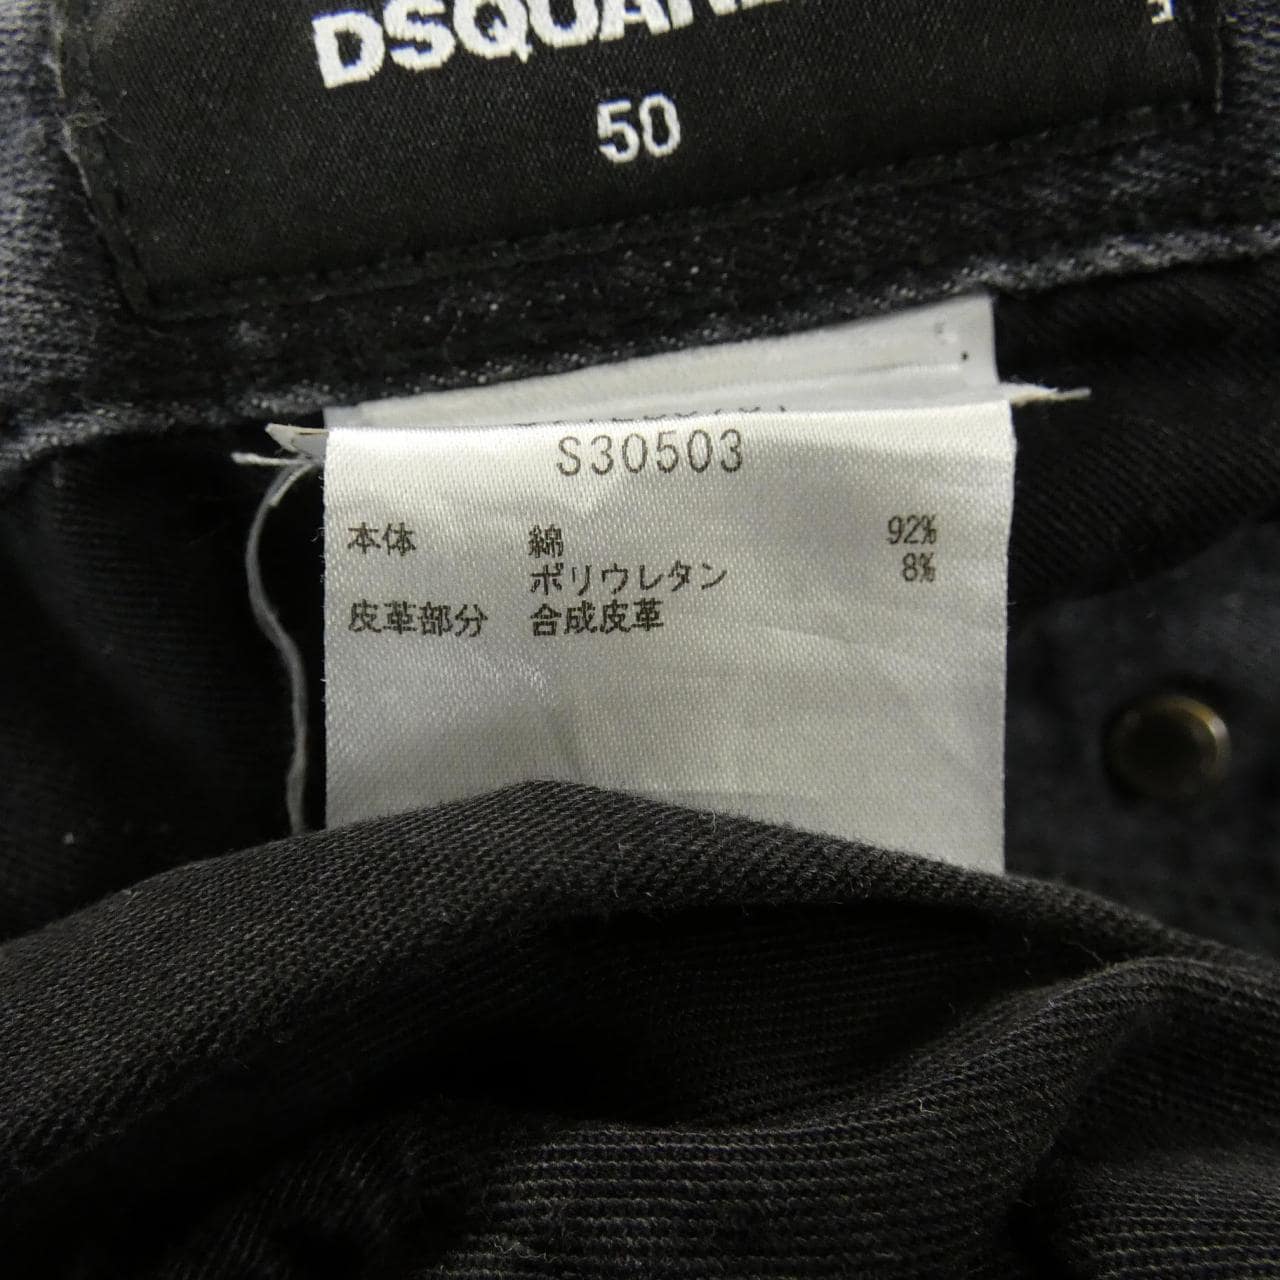 50
S30503
本体 綿 92%
ポリウレタン 8%
皮革部分 合成皮革